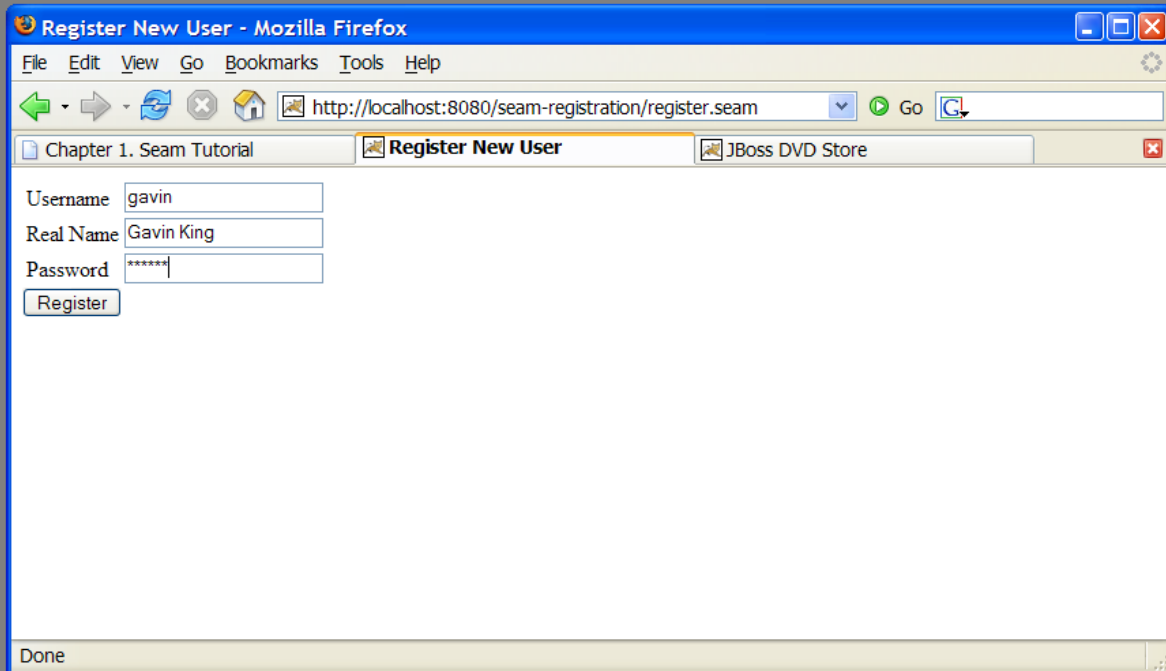 Register New User - Mozilla Firefox
File Edit View Go Bookmarks Tools Help
http://localhost:8080/seam-registration/register.seam Go G
Chapter 1. Seam Tutorial Register New User JBoss DVD Store
Username gavin
Real Name Gavin King
Password ******
Register
Done